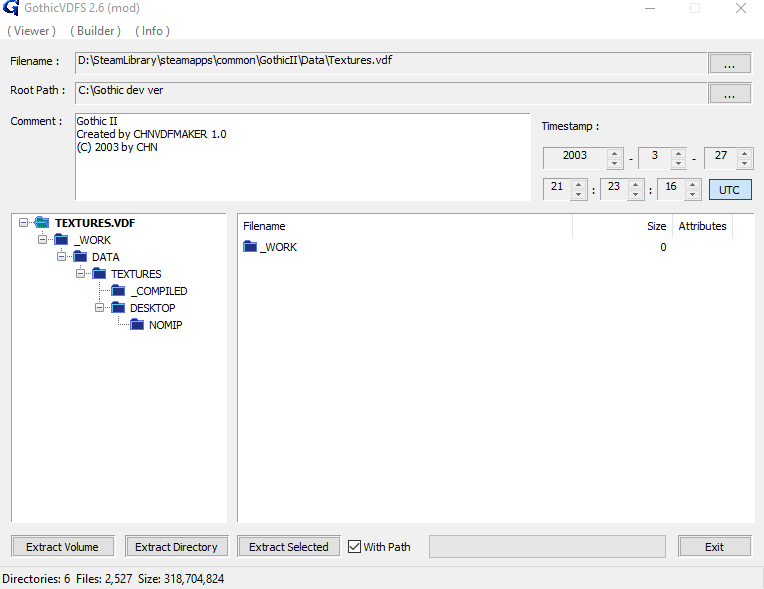 GothicVDFS 2.6 (mod)
( Viewer ) ( Builder ) ( Info )
Filename : D:\SteamLibrary\steamapps\common\GothicII\Data\Textures.vdf ...
Root Path : C:\Gothic dev ver ...
Comment : Gothic II
Created by CHNVDFMAKER 1.0
(C) 2003 by CHN
Timestamp :
2003 - 3 - 27
21 : 23 : 16 UTC
TEXTURES.VDF
_WORK
DATA
TEXTURES
_COMPILED
DESKTOP
NOMIP
Filename Size Attributes
_WORK 0
Extract Volume Extract Directory Extract Selected With Path Exit
Directories: 6 Files: 2,527 Size: 318,704,824